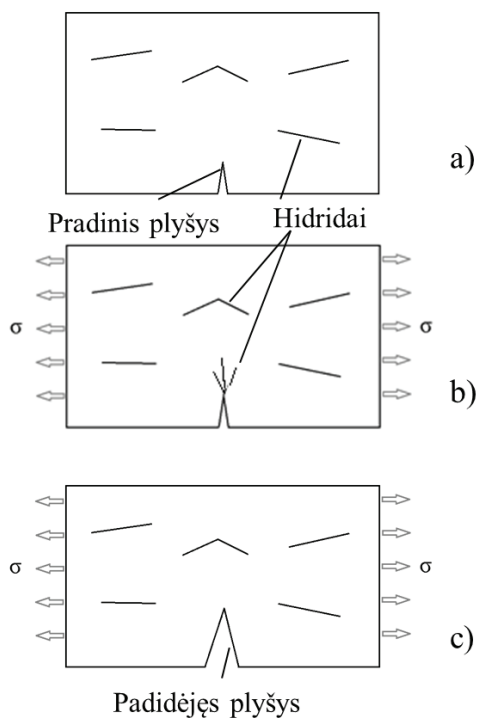 a)
Pradinis plyšys
Hidridai
σ
σ
b)
σ
σ
c)
Padidėjęs plyšys